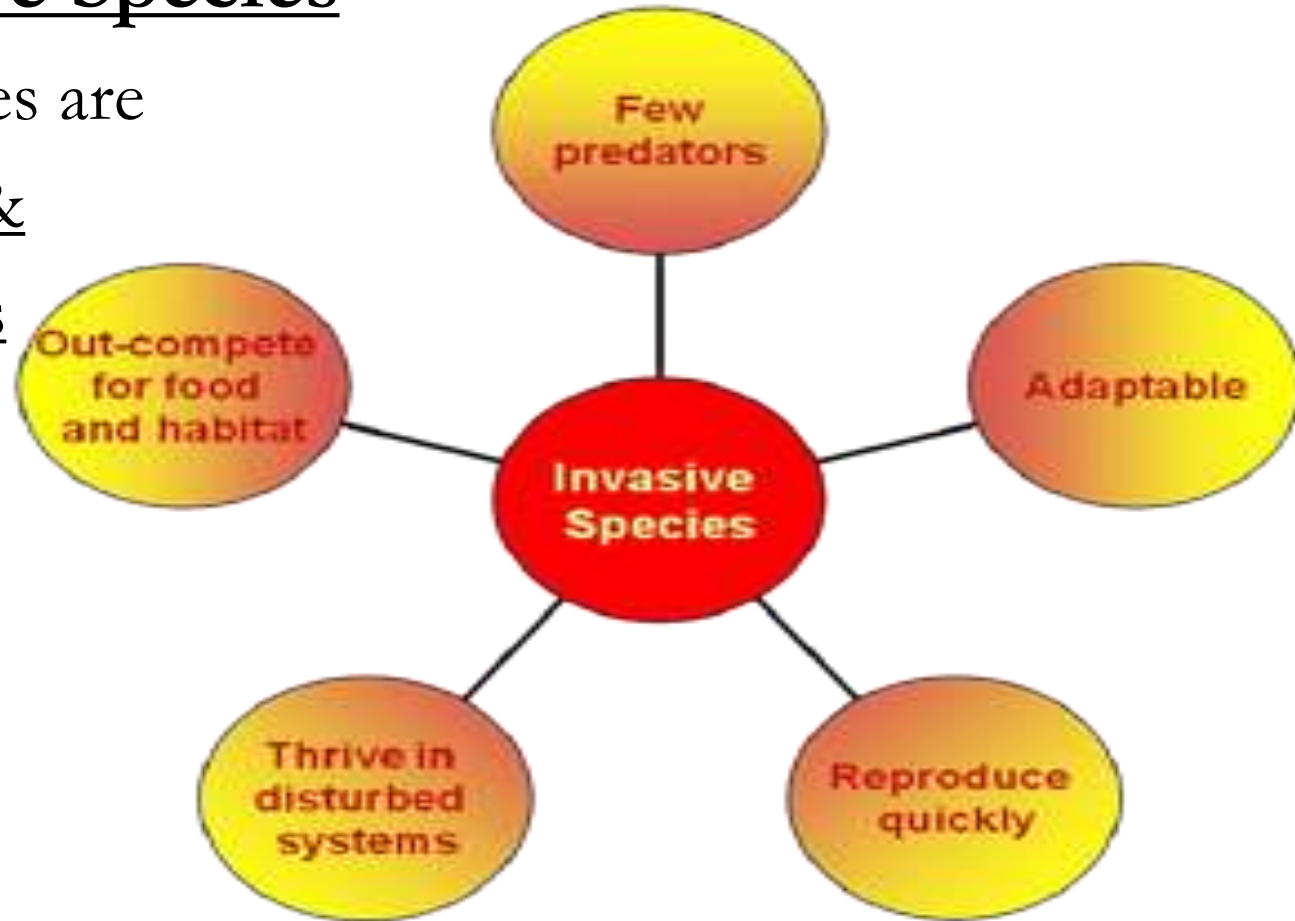 Species
es are
&
s
Few
predators
Out-compete
for food
and habitat
Adaptable
Invasive
Species
Thrive in
disturbed
systems
Reproduce
quickly